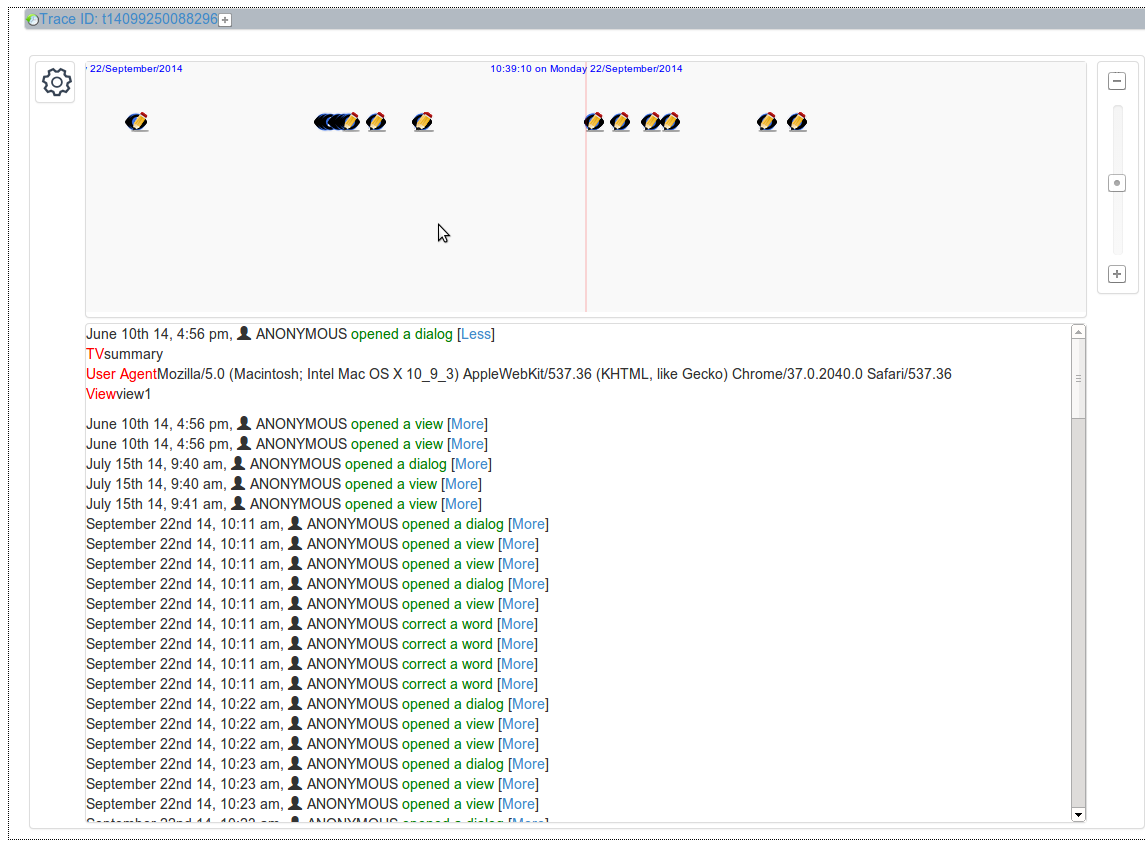 Trace ID: t14099250088296
22/September/2014
10:39:10 on Monday 22/September/2014
June 10th 14, 4:56 pm, ANONYMOUS opened a dialog [Less]
TVsummary
User AgentMozilla/5.0 (Macintosh; Intel Mac OS X 10_9_3) AppleWebKit/537.36 (KHTML, like Gecko) Chrome/37.0.2040.0 Safari/537.36
Viewview1
June 10th 14, 4:56 pm, ANONYMOUS opened a view [More]
June 10th 14, 4:56 pm, ANONYMOUS opened a view [More]
July 15th 14, 9:40 am, ANONYMOUS opened a dialog [More]
July 15th 14, 9:40 am, ANONYMOUS opened a view [More]
July 15th 14, 9:41 am, ANONYMOUS opened a view [More]
September 22nd 14, 10:11 am, ANONYMOUS opened a dialog [More]
September 22nd 14, 10:11 am, ANONYMOUS opened a view [More]
September 22nd 14, 10:11 am, ANONYMOUS opened a view [More]
September 22nd 14, 10:11 am, ANONYMOUS opened a dialog [More]
September 22nd 14, 10:11 am, ANONYMOUS opened a view [More]
September 22nd 14, 10:11 am, ANONYMOUS correct a word [More]
September 22nd 14, 10:11 am, ANONYMOUS correct a word [More]
September 22nd 14, 10:11 am, ANONYMOUS correct a word [More]
September 22nd 14, 10:11 am, ANONYMOUS correct a word [More]
September 22nd 14, 10:22 am, ANONYMOUS opened a dialog [More]
September 22nd 14, 10:22 am, ANONYMOUS opened a view [More]
September 22nd 14, 10:22 am, ANONYMOUS opened a view [More]
September 22nd 14, 10:23 am, ANONYMOUS opened a dialog [More]
September 22nd 14, 10:23 am, ANONYMOUS opened a view [More]
September 22nd 14, 10:23 am, ANONYMOUS opened a view [More]